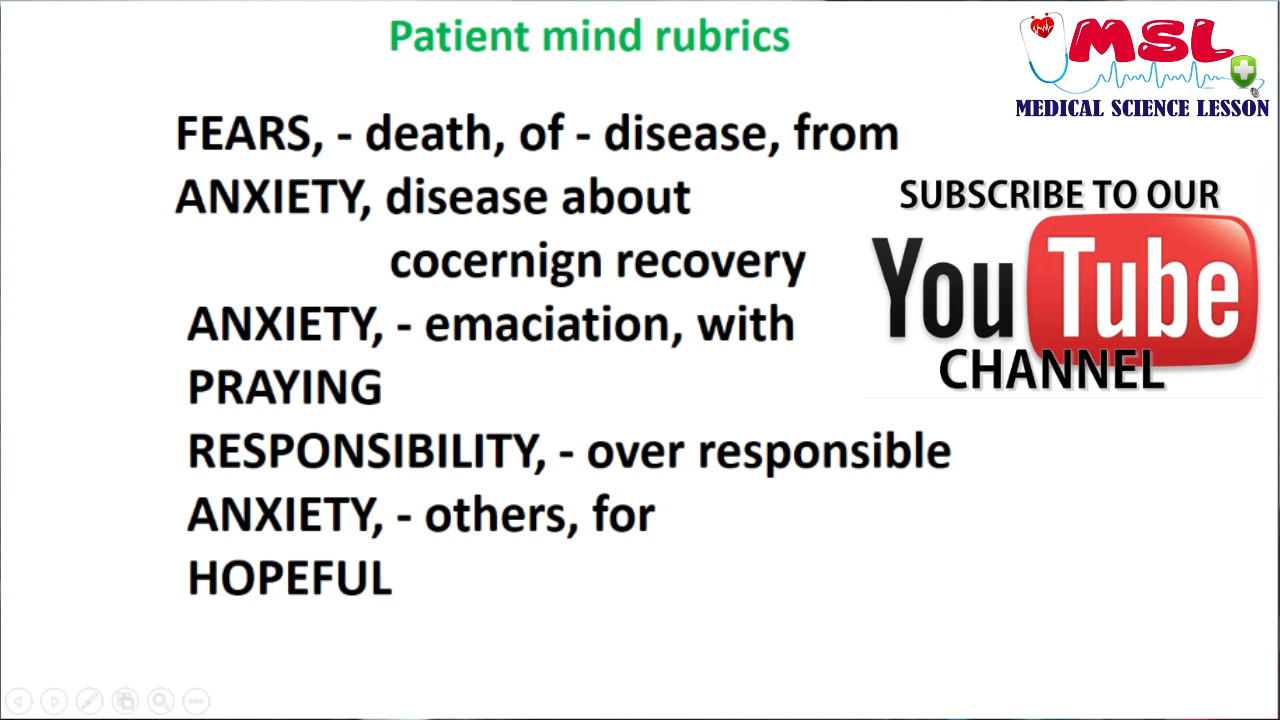 Patient mind rubrics
MSL
MEDICAL SCIENCE LESSON
FEARS, - death, of - disease, from
ANXIETY, disease about
cocernign recovery
ANXIETY, - emaciation, with
PRAYING
RESPONSIBILITY, - over responsible
ANXIETY, - others, for
HOPEFUL
SUBSCRIBE TO OUR
YouTube
CHANNEL